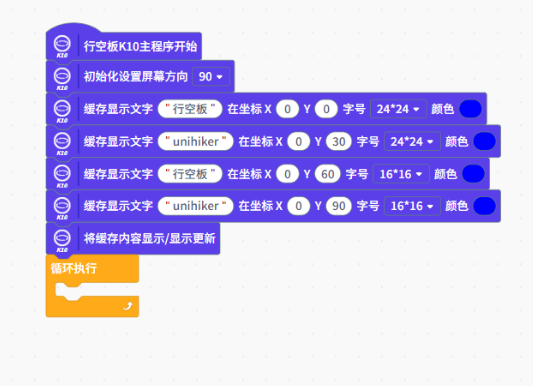 K10 行空板K10主程序开始
K10 初始化设置屏幕方向 90
K10 缓存显示文字 "行空板" 在坐标 X 0 Y 0 字号 24*24 颜色
K10 缓存显示文字 "unihiker" 在坐标 X 0 Y 30 字号 24*24 颜色
K10 缓存显示文字 "行空板" 在坐标 X 0 Y 60 字号 16*16 颜色
K10 缓存显示文字 "unihiker" 在坐标 X 0 Y 90 字号 16*16 颜色
K10 将缓存内容显示/显示更新
循环执行